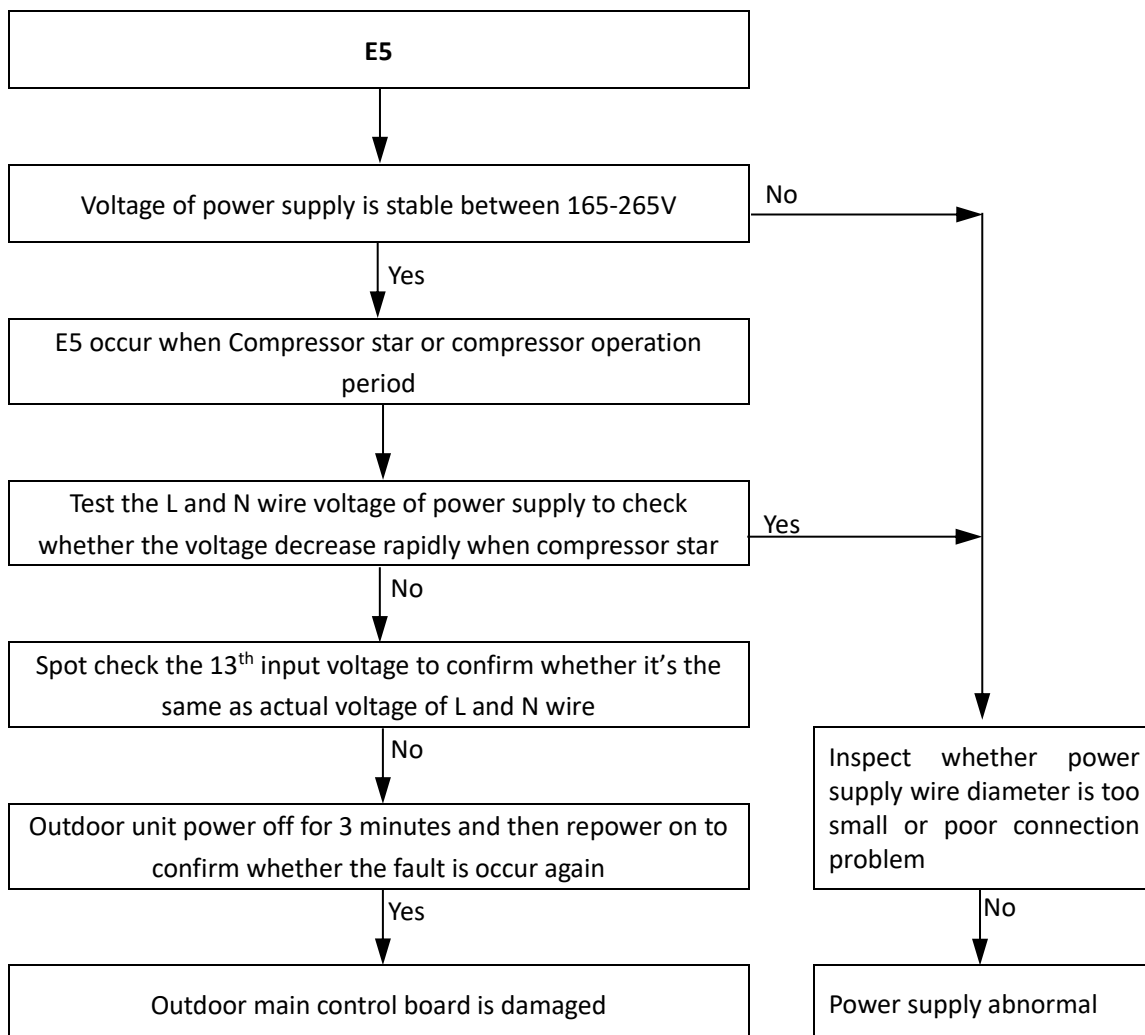 E5
Voltage of power supply is stable between 165-265V
No
Yes
E5 occur when Compressor star or compressor operation
period
Test the L and N wire voltage of power supply to check
whether the voltage decrease rapidly when compressor star
Yes
No
Spot check the 13th input voltage to confirm whether it’s the
same as actual voltage of L and N wire
No
Outdoor unit power off for 3 minutes and then repower on to
confirm whether the fault is occur again
Yes
Outdoor main control board is damaged
Inspect whether power
supply wire diameter is too
small or poor connection
problem
No
Power supply abnormal